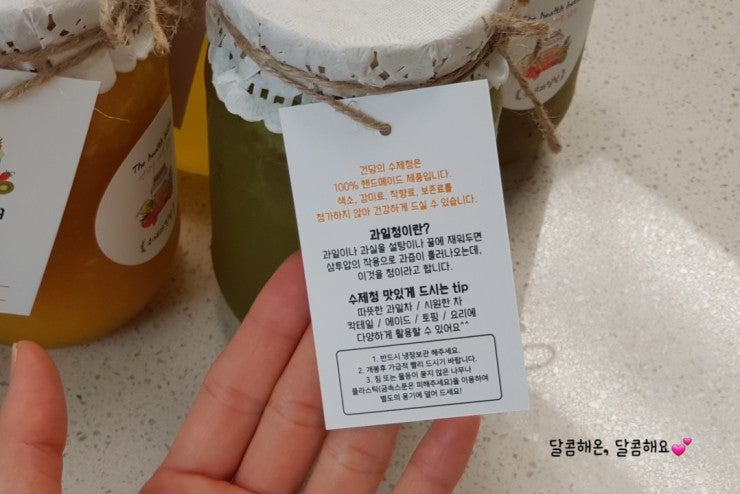 건담의 수제청은
100% 핸드메이드 제품입니다.
색소, 감미료, 착향료, 보존료를
첨가하지 않아 건강하게 드실 수 있습니다.
과일청이란?
과일이나 과실을 설탕이나 꿀에 재워두면
삼투압의 작용으로 과즙이 흘러나오는데,
이것을 청이라고 합니다.
수제청 맛있게 드시는 tip
따뜻한 과일차 / 시원한 차
칵테일 / 에이드 / 토핑 / 요리에
다양하게 활용할 수 있어요^^
1. 반드시 냉장보관 해주세요.
2. 개봉후 가급적 빨리 드시기 바랍니다.
3. 침 또는 물등이 묻지 않은 나무나
플라스틱(금속스푼은 피해주세요)을 이용하여
별도의 용기에 덜어 드세요!
The health
The health
달콤해온, 달콤해요💕